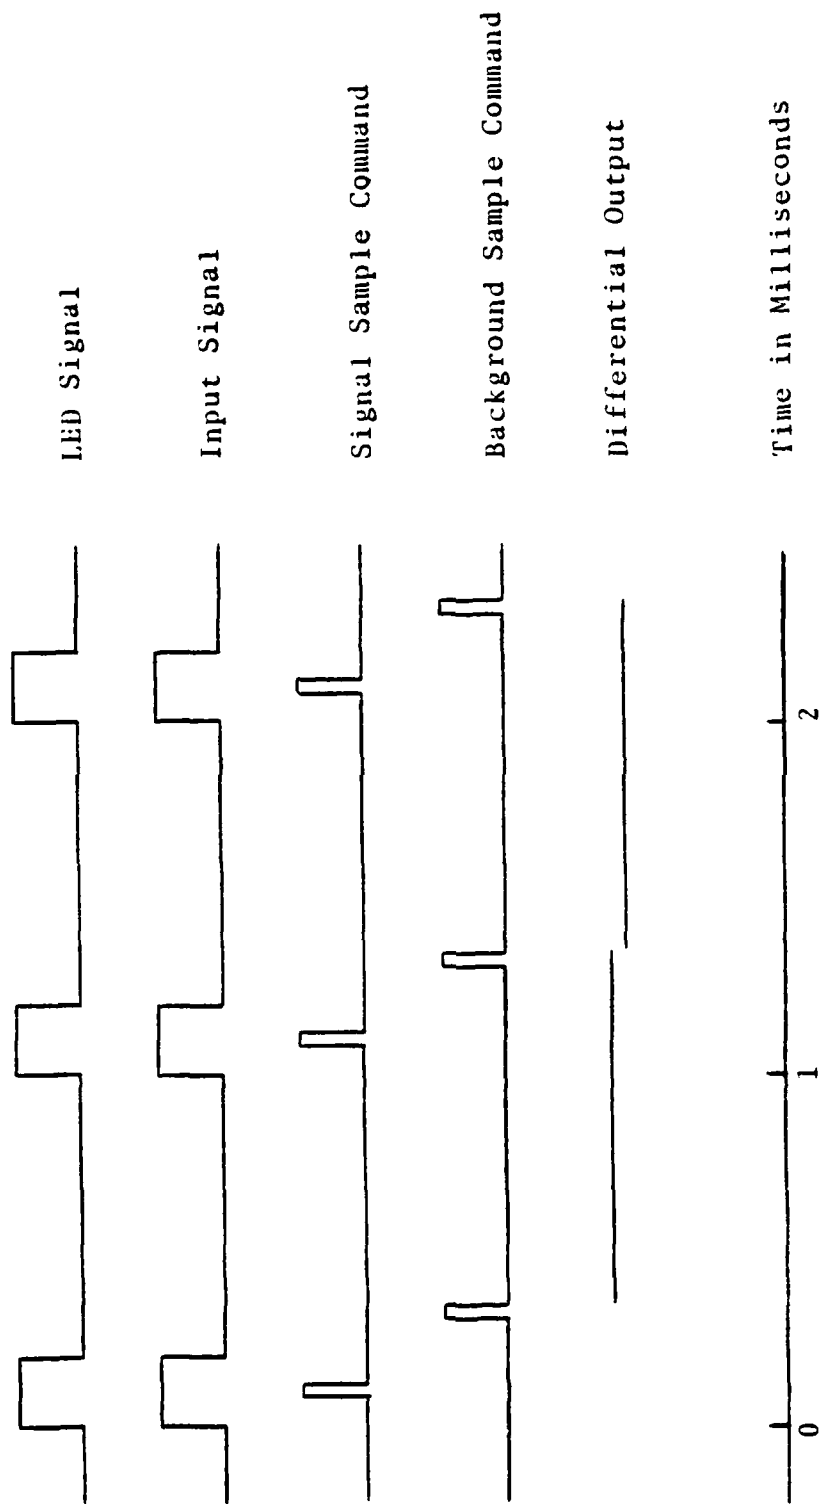 LED Signal
Input Signal
Signal Sample Command
Background Sample Command
Differential Output
Time in Milliseconds
0
1
2